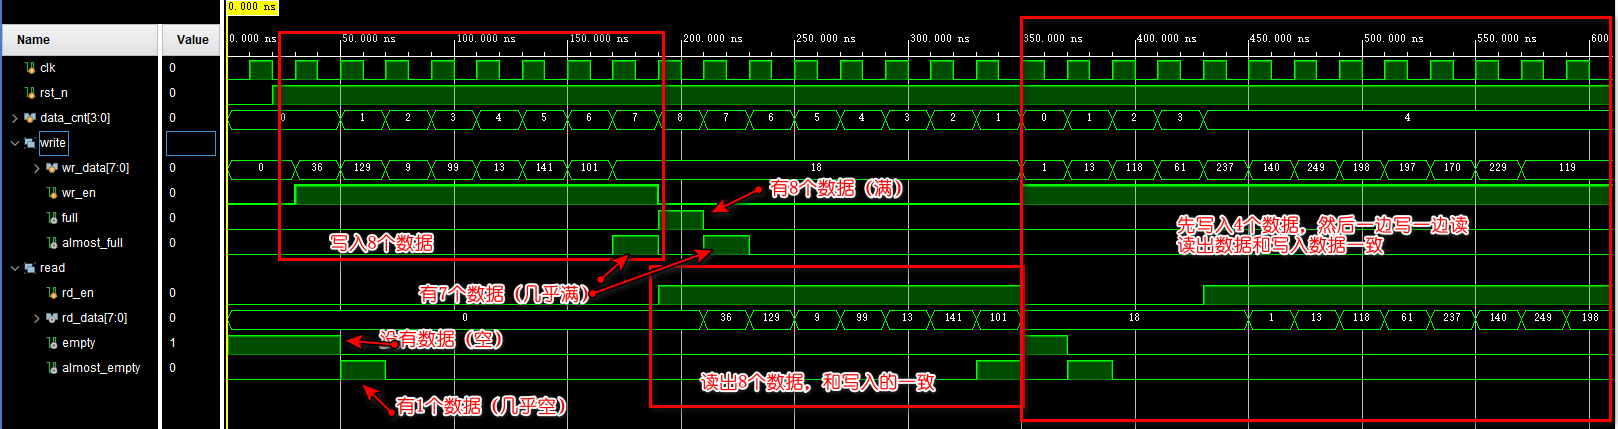 0.000 ns
Name Value
0.000 ns 50.000 ns 100.000 ns 150.000 ns 200.000 ns 250.000 ns 300.000 ns 350.000 ns 400.000 ns 450.000 ns 500.000 ns 550.000 ns 600
clk 0
rst_n 0
data_cnt[3:0] 0 0 1 2 3 4 5 6 7 8 7 6 5 4 3 2 1 0 1 2 3 4
write
wr_data[7:0] 0 0 36 129 9 99 13 141 101 18 1 13 118 61 237 140 249 198 197 170 229 119
wr_en 0
有8个数据（满）
full 0
先写入4个数据，然后一边写一边读
almost_full 0
写入8个数据
读出数据和写入数据一致
read
rd_en 0
有7个数据（几乎满）
rd_data[7:0] 0 0 36 129 9 99 13 141 101 18 1 13 118 61 237 140 249 198
empty 1
没有数据（空）
almost_empty 0
读出8个数据，和写入的一致
有1个数据（几乎空）